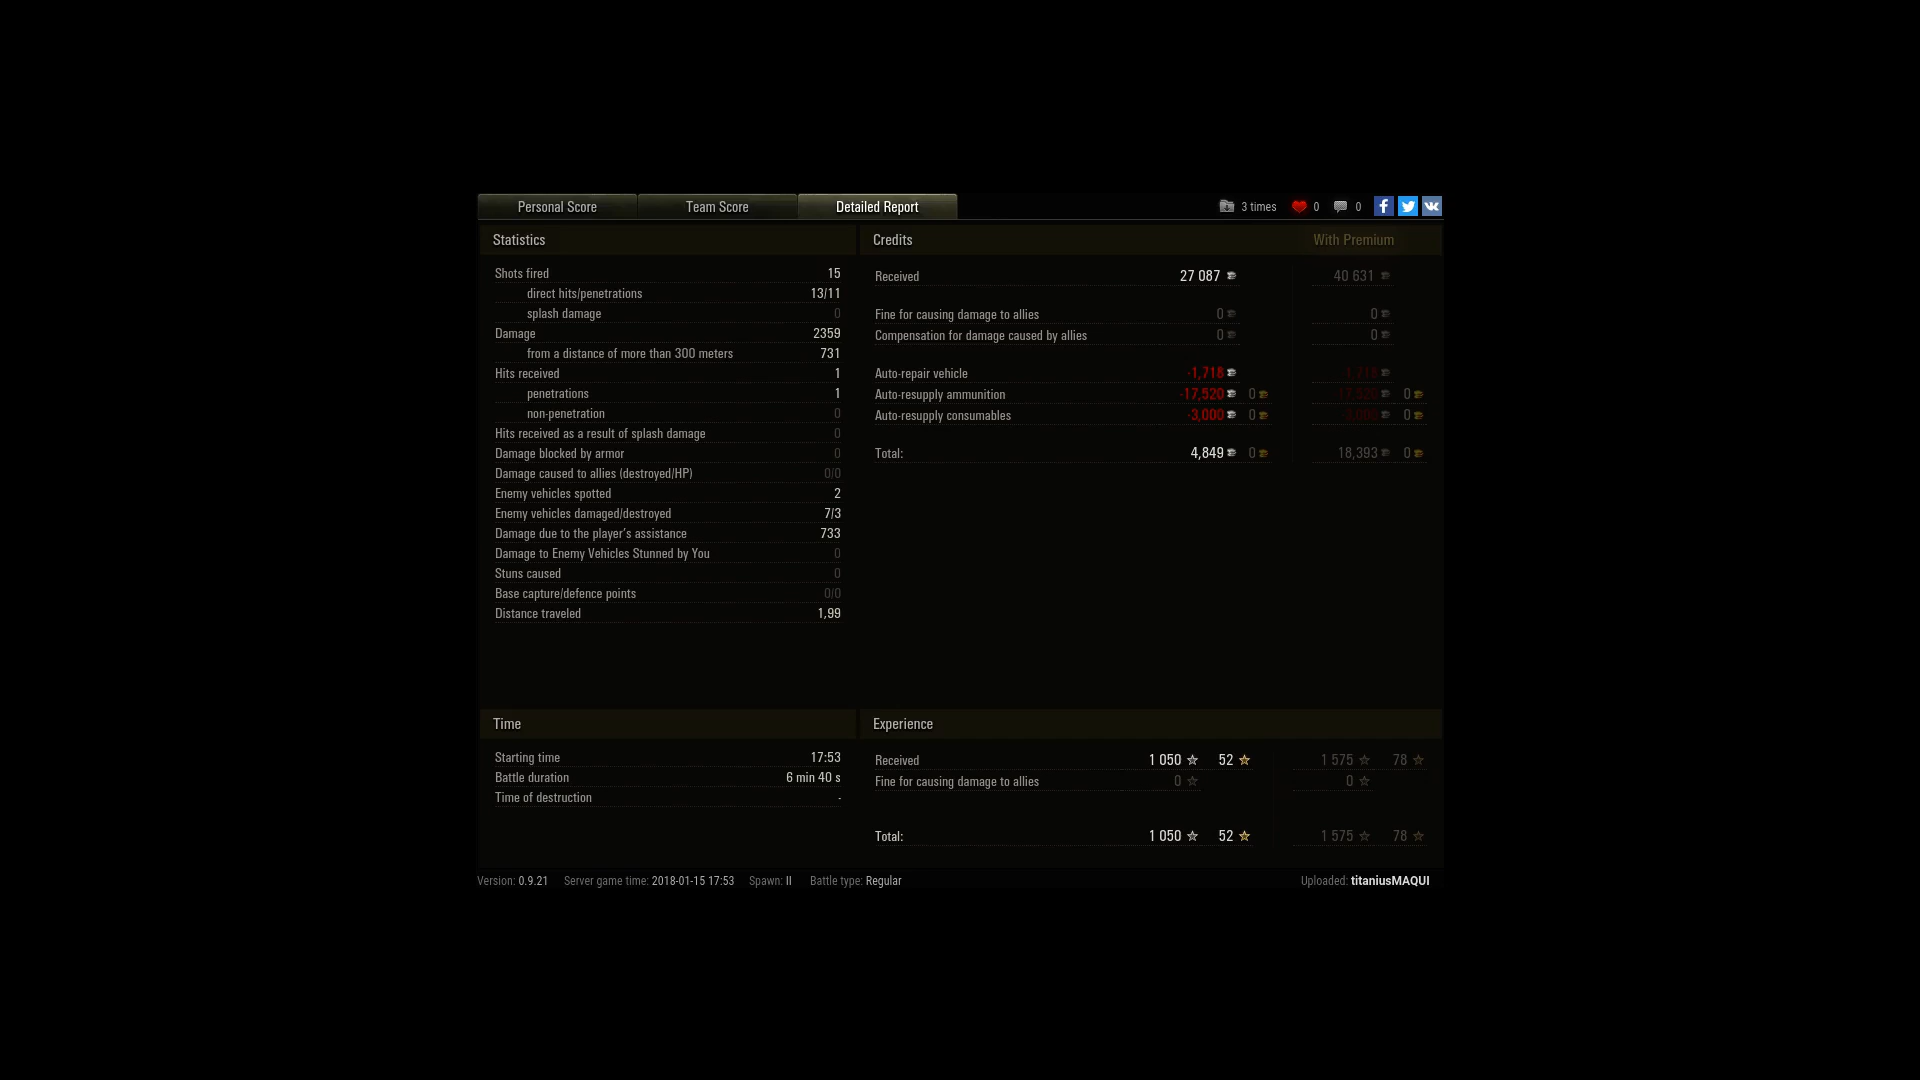 Personal Score Team Score Detailed Report 3 times 0 0
Statistics
Shots fired 15
direct hits/penetrations 13/11
splash damage 0
Damage 2359
from a distance of more than 300 meters 731
Hits received 1
penetrations 1
non-penetration 0
Hits received as a result of splash damage 0
Damage blocked by armor 0
Damage caused to allies (destroyed/HP) 0/0
Enemy vehicles spotted 2
Enemy vehicles damaged/destroyed 7/3
Damage due to the player's assistance 733
Damage to Enemy Vehicles Stunned by You 0
Stuns caused 0
Base capture/defence points 0/0
Distance traveled 1,99
Credits With Premium
Received 27 087 40 631
Fine for causing damage to allies 0 0
Compensation for damage caused by allies 0 0
Auto-repair vehicle -1,718 -1,718
Auto-resupply ammunition -17,520 0 -17,520 0
Auto-resupply consumables -3,000 0 -3,000 0
Total: 4,849 0 18,393 0
Time
Starting time 17:53
Battle duration 6 min 40 s
Time of destruction -
Experience
Received 1 050 52 1 575 78
Fine for causing damage to allies 0 0
Total: 1 050 52 1 575 78
Version: 0.9.21 Server game time: 2018-01-15 17:53 Spawn: II Battle type: Regular Uploaded: titaniusMAQUI